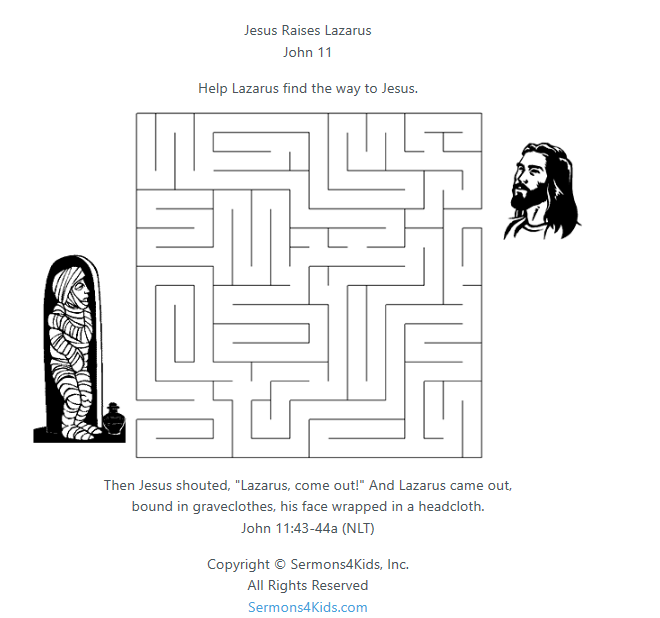 Jesus Raises Lazarus
John 11
Help Lazarus find the way to Jesus.
Then Jesus shouted, "Lazarus, come out!" And Lazarus came out,
bound in graveclothes, his face wrapped in a headcloth.
John 11:43-44a (NLT)
Copyright © Sermons4Kids, Inc.
All Rights Reserved
Sermons4Kids.com